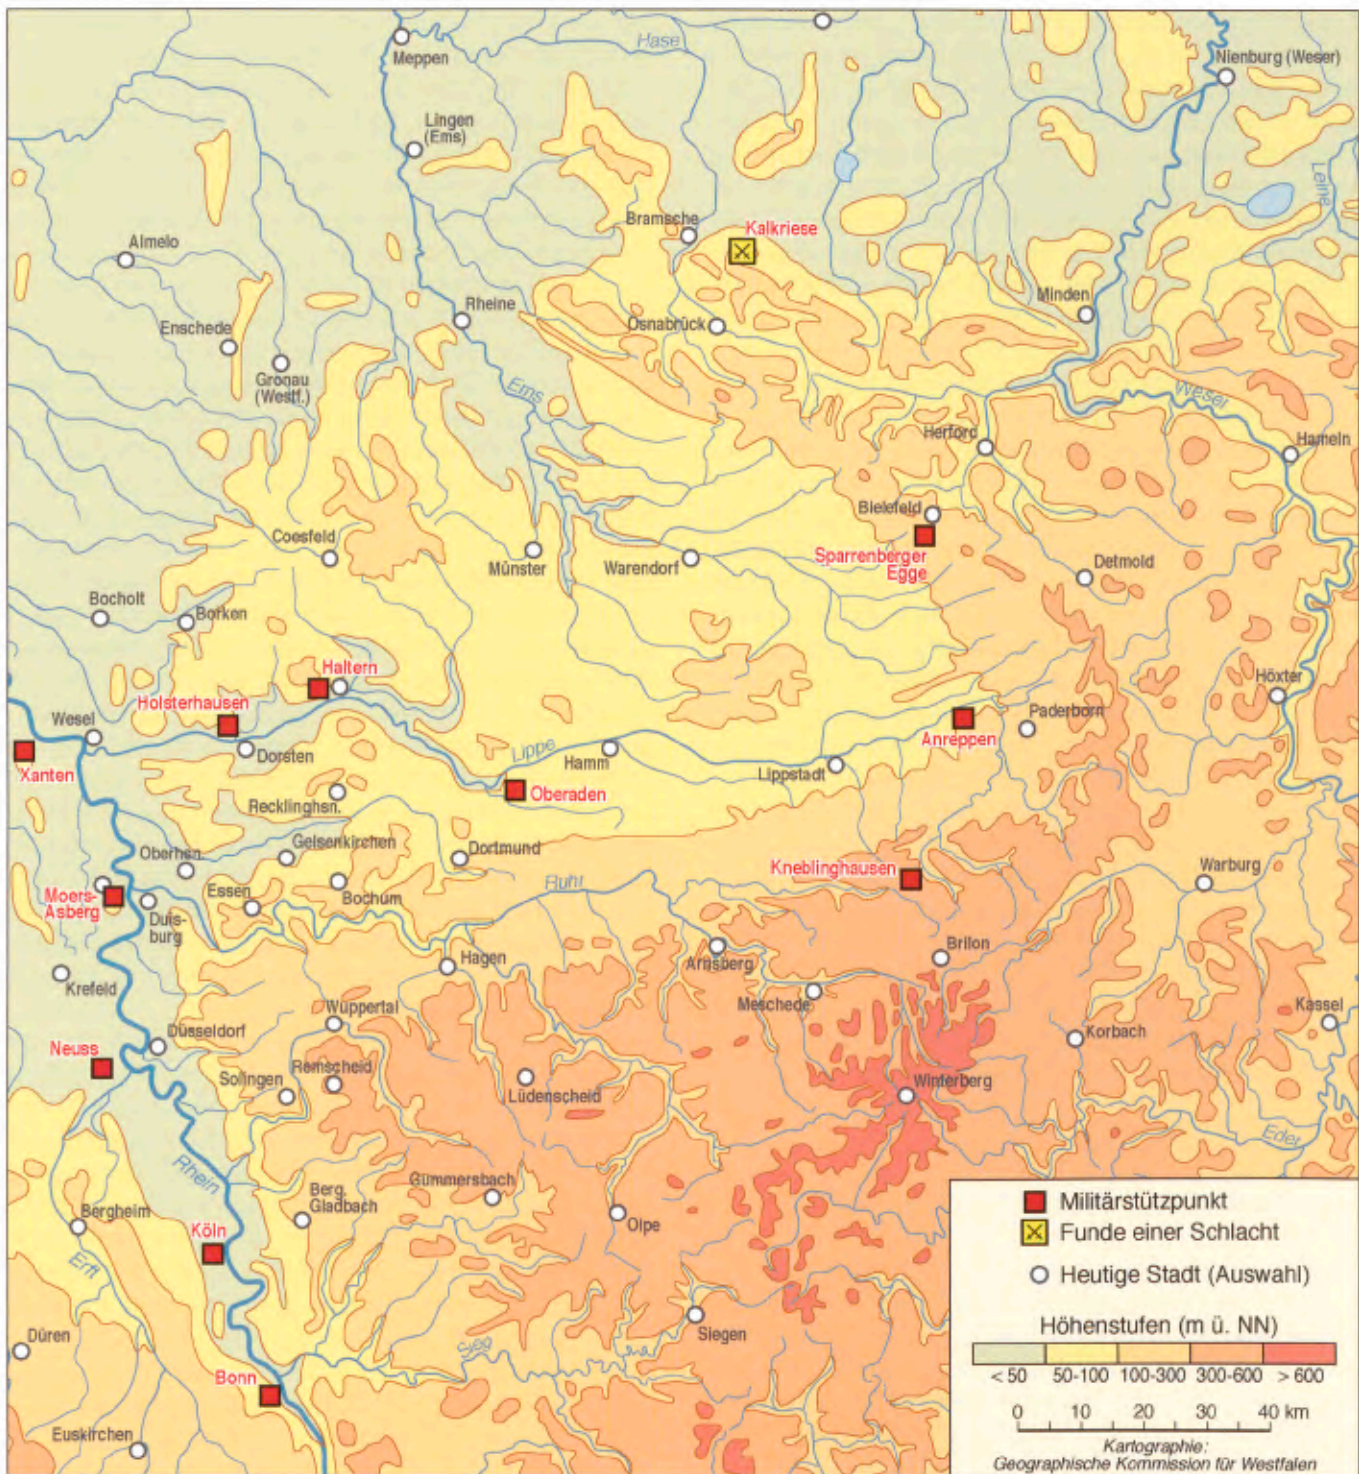 Meppen
Hase
Nienburg (Weser)
Lingen
(Ems)
Leine
Bramsche
Kalkriese
Almelo
Rheine
Minden
Enschede
Osnabrück
Gronau
(Westf.)
Ems
Weser
Herford
Hameln
Bielefeld
Coesfeld
Münster
Warendorf
Sparrenberger
Egge
Detmold
Bocholt
Borken
Haltern
Holsterhausen
Höxter
Wesel
Paderborn
Anreppen
Xanten
Dorsten
Lippe
Hamm
Lippstadt
Recklinghsn.
Oberaden
Gelsenkirchen
Dortmund
Oberhsn.
Kneblinghausen
Warburg
Moers-
Asberg
Essen
Bochum
Ruhr
Duis-
burg
Hagen
Arnsberg
Brilon
Krefeld
Meschede
Kassel
Wuppertal
Düsseldorf
Korbach
Neuss
Solingen
Remscheid
Lüdenscheid
Winterberg
Eder
Rhein
Gummersbach
Berg.
Gladbach
Olpe
Bergheim
Köln
Erft
Düren
Sieg
Siegen
Bonn
Euskirchen
Militärstützpunkt
Funde einer Schlacht
Heutige Stadt (Auswahl)
Höhenstufen (m ü. NN)
< 50 50-100 100-300 300-600 > 600
0 10 20 30 40 km
Kartographie:
Geographische Kommission für Westfalen